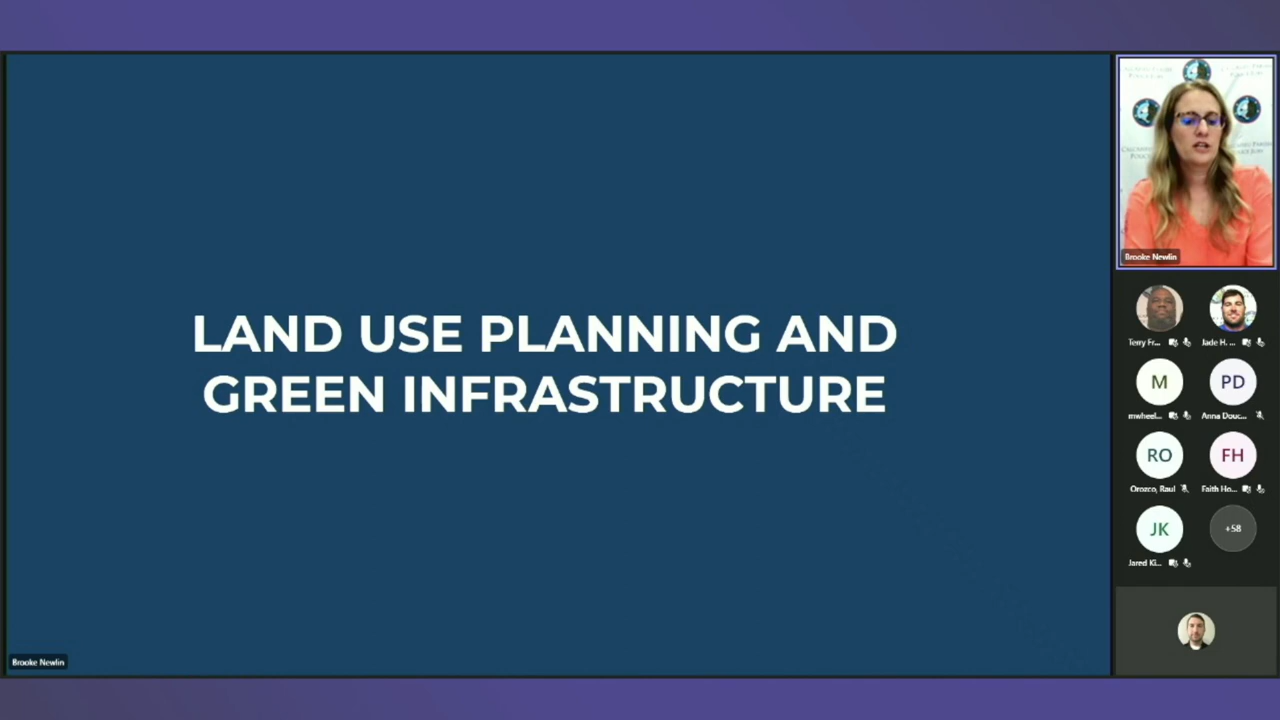 LAND USE PLANNING AND
GREEN INFRASTRUCTURE
Brooke Newlin
Brooke Newlin
Terry Fr...
Jade H. ...
M
PD
mwheel...
Anna Douc...
RO
FH
Orozco, Raul
Faith Ho...
JK
+58
Jared Ki...